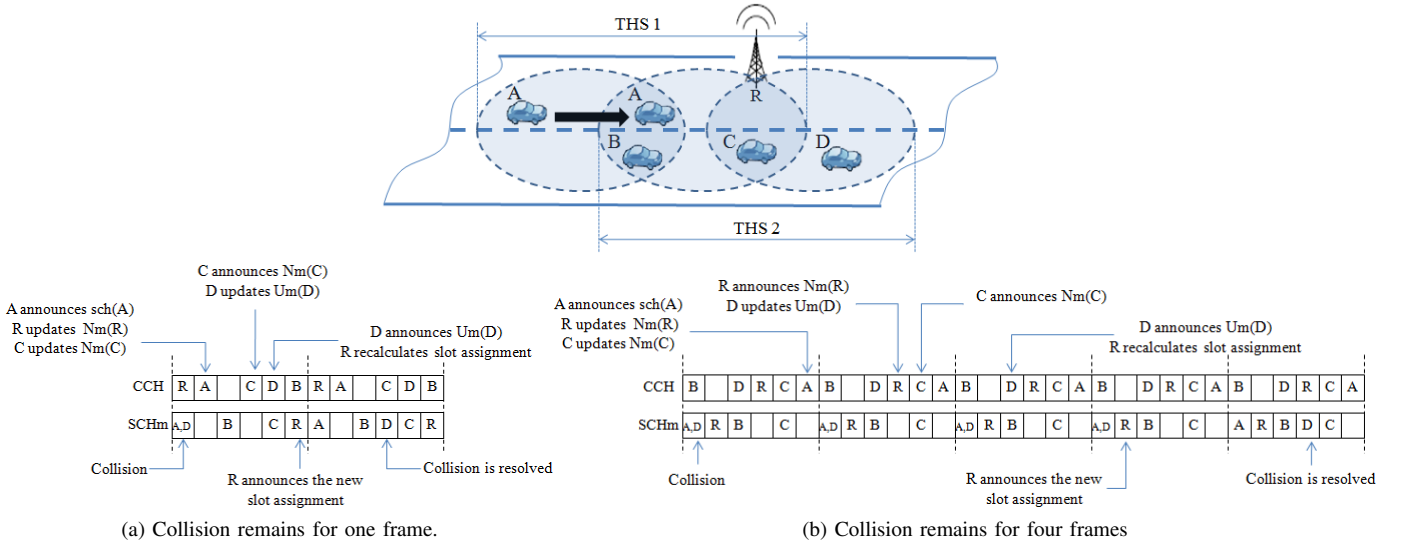 THS 1
A
A
R
B
C
D
THS 2
C announces Nm(C)
D updates Um(D)
A announces sch(A)
R updates Nm(R)
C updates Nm(C)
D announces Um(D)
R recalculates slot assignment
CCH R A C D B R A C D B
SCHm A,D B C R A B D C R
Collision
R announces the new
slot assignment
Collision is resolved
(a) Collision remains for one frame.
R announces Nm(R)
D updates Um(D)
A announces sch(A)
R updates Nm(R)
C updates Nm(C)
C announces Nm(C)
D announces Um(D)
R recalculates slot assignment
CCH B D R C A B D R C A B D R C A B D R C A B D R C A
SCHm A,D R B C A,D R B C A,D R B C A,D R B C A R B D C
Collision
R announces the new
slot assignment
Collision is resolved
(b) Collision remains for four frames